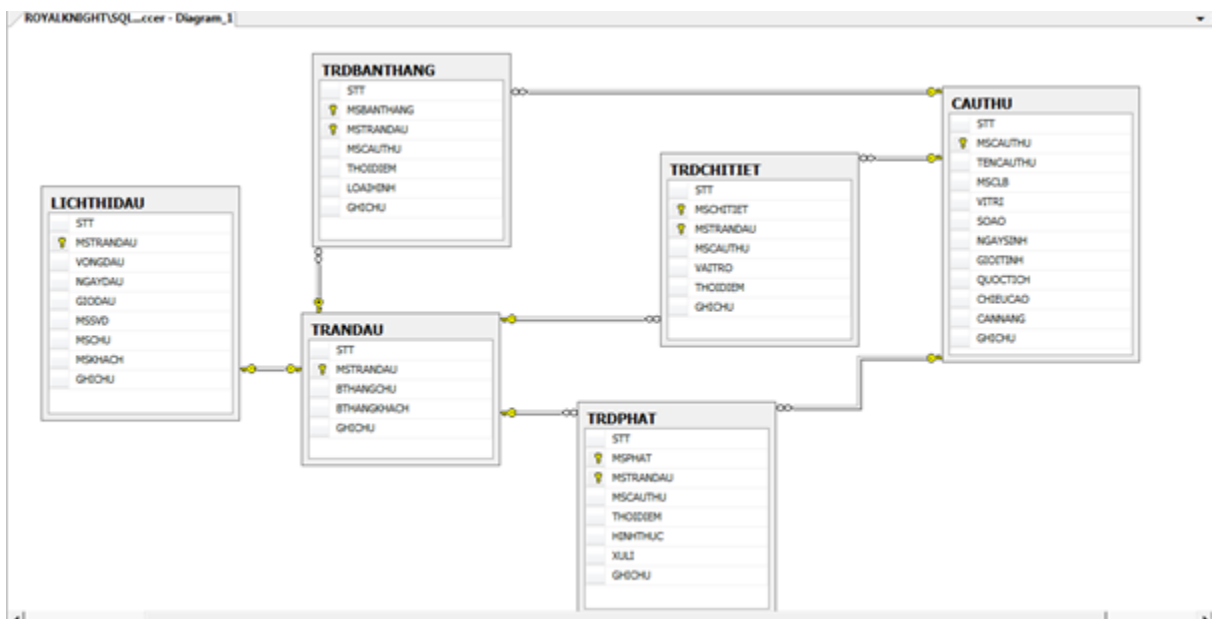 ROYALKNIGHT\SQL...ccer - Diagram_1
TRDBANTHANG
STT
MSBANTHANG
MSTRANDAU
MSCAUTHU
THOIDIEM
LOAIHINH
GHICHU
CAUTHU
STT
MSCAUTHU
TENCAUTHU
MSCLB
VITRI
SOAO
NGAYSINH
GIOITINH
QUOCTICH
CHIEUCAO
CANNANG
GHICHU
TRDCHITIET
STT
MSCHITIET
MSTRANDAU
MSCAUTHU
VAITRO
THOIDIEM
GHICHU
LICHTHIDAU
STT
MSTRANDAU
VONGDAU
NGAYDAU
GIODAU
MSSVD
MSCHU
MSKHACH
GHICHU
TRANDAU
STT
MSTRANDAU
BTHANGCHU
BTHANGKHACH
GHICHU
TRDPHAT
STT
MSPHAT
MSTRANDAU
MSCAUTHU
THOIDIEM
HINHTHUC
XULI
GHICHU